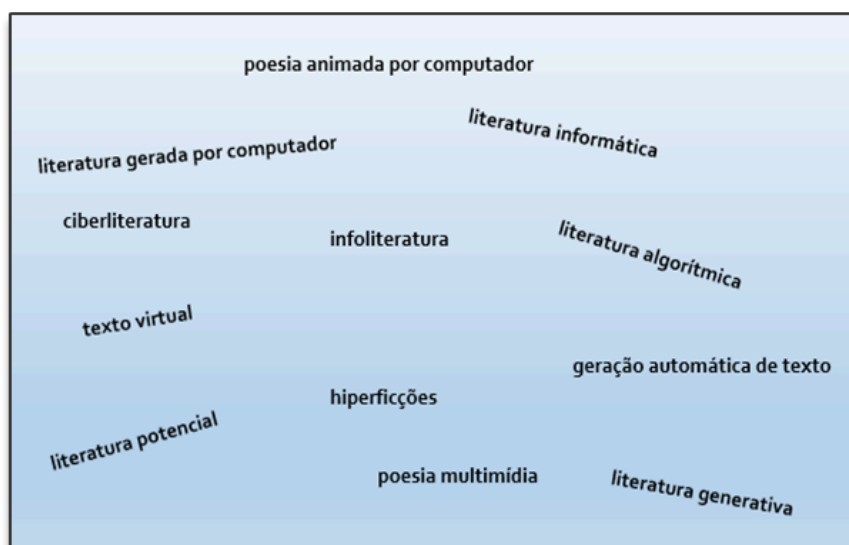 poesia animada por computador
literatura informática
literatura gerada por computador
ciberliteratura
infoliteratura
literatura algorítmica
texto virtual
geração automática de texto
hiperficções
literatura potencial
poesia multimídia
literatura generativa